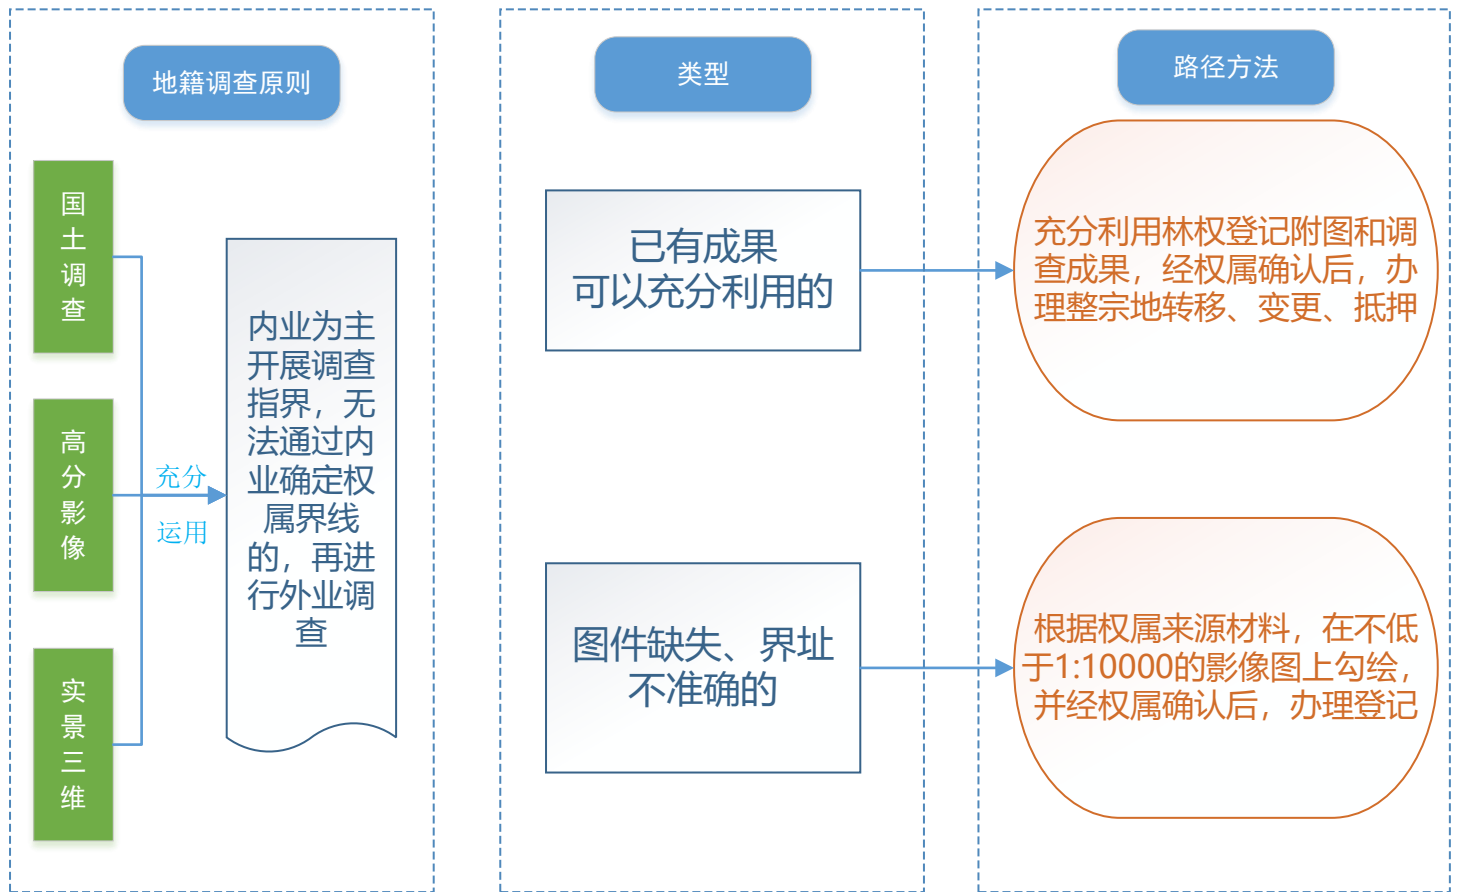 地籍调查原则
国
土
调
查
高
分
影
像
实
景
三
维
充分
运用
内业为主
开展调查
指界，无
法通过内
业确定权
属界线
的，再进
行外业调
查
类型
已有成果
可以充分利用的
图件缺失、界址
不准确的
路径方法
充分利用林权登记附图和调
查成果，经权属确认后，办
理整宗地转移、变更、抵押
根据权属来源材料，在不低
于1:10000的影像图上勾绘，
并经权属确认后，办理登记